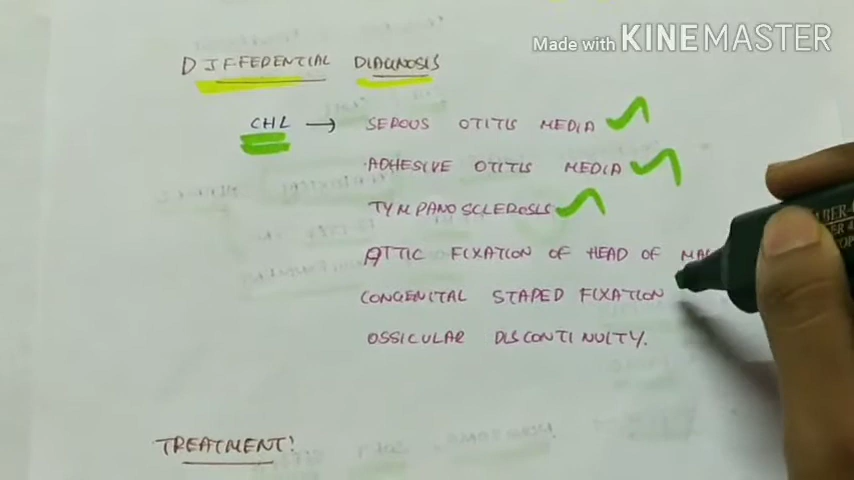 Made with KINEMASTER
DIFFERENTIAL DIAGNOSIS
CHL → SEROUS OTITIS MEDIA
ADHESIVE OTITIS MEDIA
TYMPANOSCLEROSIS
ATTIC FIXATION OF HEAD OF
CONGENITAL STAPED FIXATION
OSSICULAR DISCONTINUITY.
TREATMENT!